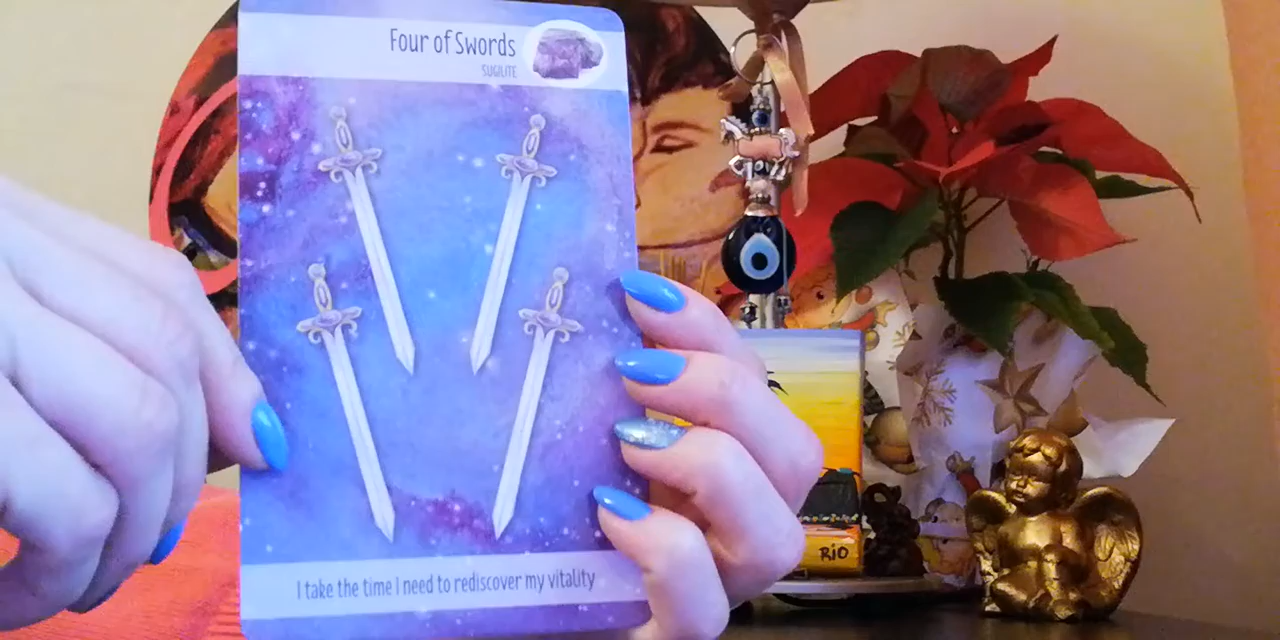 Four of Swords
SUGILITE
I take the time I need to rediscover my vitality
RIO